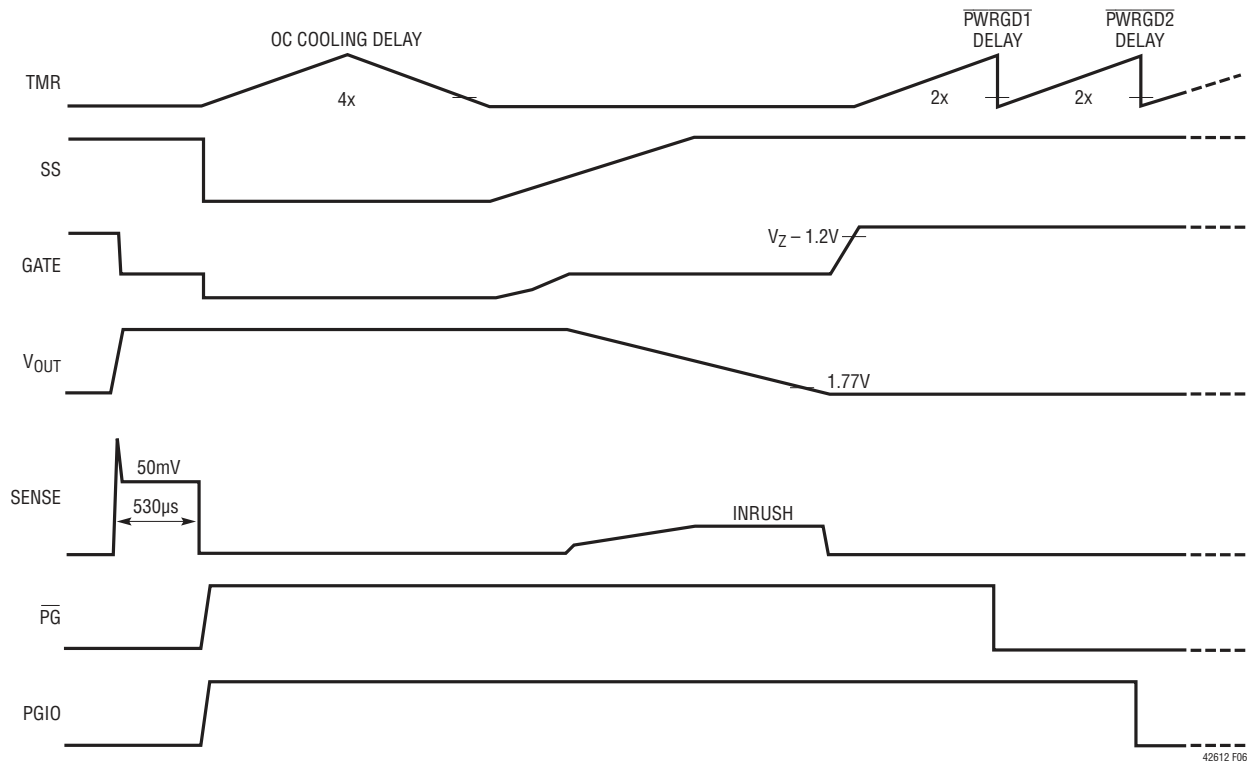 OC COOLING DELAY
PWRGD1
DELAY
PWRGD2
DELAY
TMR
4x
2x
2x
SS
GATE
VZ – 1.2V
VOUT
1.77V
SENSE
50mV
530µs
INRUSH
PG
PGIO
42612 F06